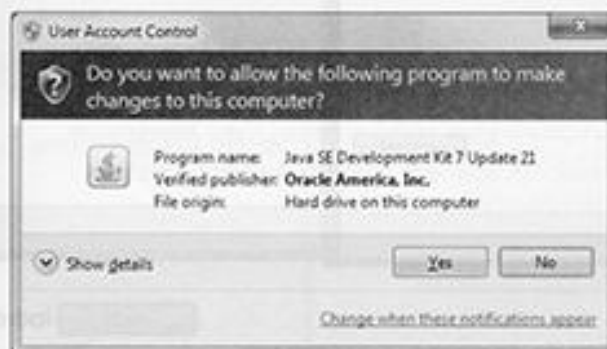 User Account Control
Do you want to allow the following program to make
changes to this computer?
Program name: Java SE Development Kit 7 Update 21
Verified publisher: Oracle America, Inc.
File origin: Hard drive on this computer
Show details
Yes No
Change when these notifications appear